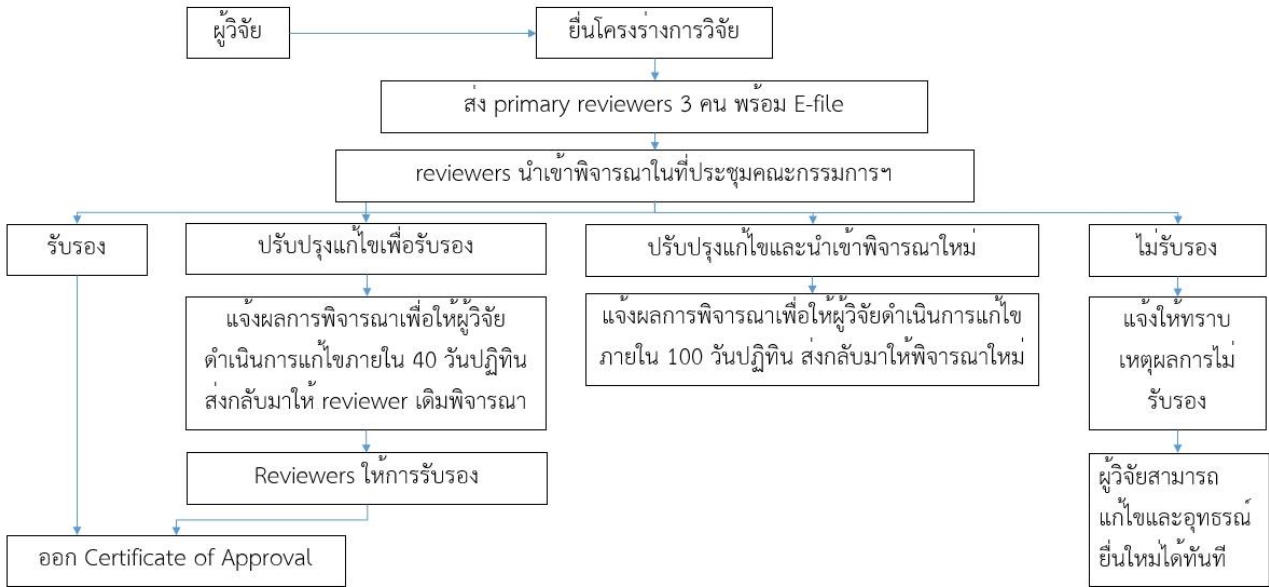 ผู้วิจัย
ยื่นโครงร่างการวิจัย
ส่ง primary reviewers 3 คน พร้อม E-file
reviewers นำเข้าพิจารณาในที่ประชุมคณะกรรมการฯ
รับรอง
ปรับปรุงแก้ไขเพื่อรับรอง
ปรับปรุงแก้ไขและนำเข้าพิจารณาใหม่
ไม่รับรอง
แจ้งผลการพิจารณาเพื่อให้ผู้วิจัย
ดำเนินการแก้ไขภายใน 40 วันปฏิทิน
ส่งกลับมาให้ reviewer เดิมพิจารณา
แจ้งผลการพิจารณาเพื่อให้ผู้วิจัยดำเนินการแก้ไข
ภายใน 100 วันปฏิทิน ส่งกลับมาให้พิจารณาใหม่
แจ้งให้ทราบ
เหตุผลการไม่
รับรอง
Reviewers ให้การรับรอง
ผู้วิจัยสามารถ
แก้ไขและอุทธรณ์
ยื่นใหม่ได้ทันที
ออก Certificate of Approval